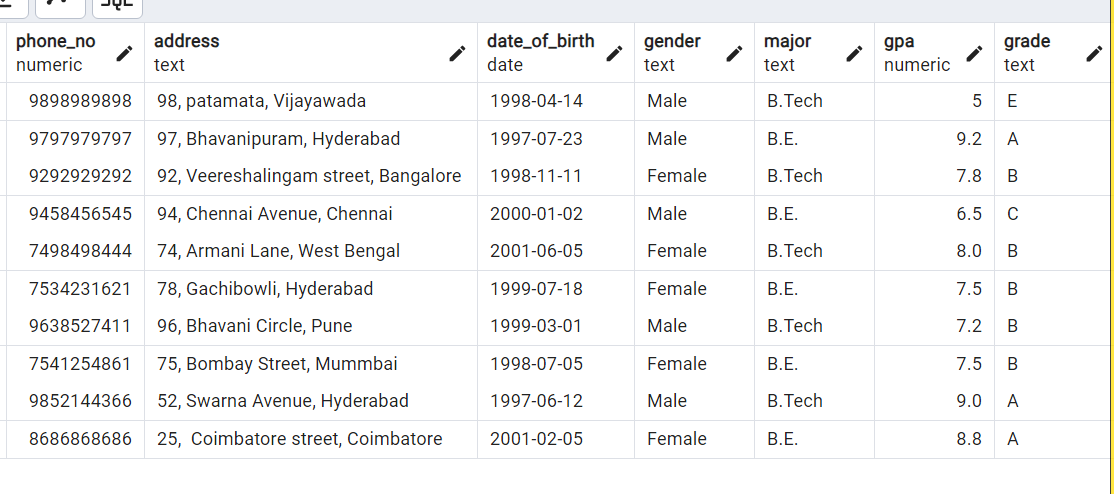 phone_no address date_of_birth gender major gpa grade
numeric text date text text numeric text
9898989898 98, patamata, Vijayawada 1998-04-14 Male B.Tech 5 E
9797979797 97, Bhavanipuram, Hyderabad 1997-07-23 Male B.E. 9.2 A
9292929292 92, Veereshalingam street, Bangalore 1998-11-11 Female B.Tech 7.8 B
9458456545 94, Chennai Avenue, Chennai 2000-01-02 Male B.E. 6.5 C
7498498444 74, Armani Lane, West Bengal 2001-06-05 Female B.Tech 8.0 B
7534231621 78, Gachibowli, Hyderabad 1999-07-18 Female B.E. 7.5 B
9638527411 96, Bhavani Circle, Pune 1999-03-01 Male B.Tech 7.2 B
7541254861 75, Bombay Street, Mummbai 1998-07-05 Female B.E. 7.5 B
9852144366 52, Swarna Avenue, Hyderabad 1997-06-12 Male B.Tech 9.0 A
8686868686 25,  Coimbatore street, Coimbatore 2001-02-05 Female B.E. 8.8 A